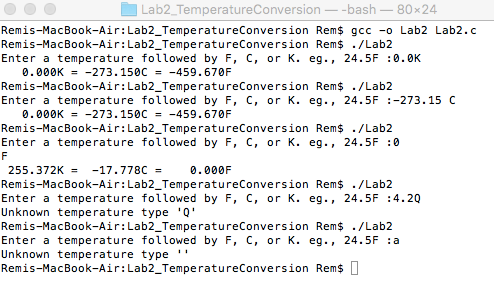 Lab2_TemperatureConversion — -bash — 80×24
Remis-MacBook-Air:Lab2_TemperatureConversion Rem$ gcc -o Lab2 Lab2.c
Remis-MacBook-Air:Lab2_TemperatureConversion Rem$ ./Lab2
Enter a temperature followed by F, C, or K. eg., 24.5F :0.0K
   0.000K = -273.150C = -459.670F
Remis-MacBook-Air:Lab2_TemperatureConversion Rem$ ./Lab2
Enter a temperature followed by F, C, or K. eg., 24.5F :-273.15 C
   0.000K = -273.150C = -459.670F
Remis-MacBook-Air:Lab2_TemperatureConversion Rem$ ./Lab2
Enter a temperature followed by F, C, or K. eg., 24.5F :0
F
 255.372K =  -17.778C =    0.000F
Remis-MacBook-Air:Lab2_TemperatureConversion Rem$ ./Lab2
Enter a temperature followed by F, C, or K. eg., 24.5F :4.2Q
Unknown temperature type 'Q'
Remis-MacBook-Air:Lab2_TemperatureConversion Rem$ ./Lab2
Enter a temperature followed by F, C, or K. eg., 24.5F :a
Unknown temperature type ''
Remis-MacBook-Air:Lab2_TemperatureConversion Rem$